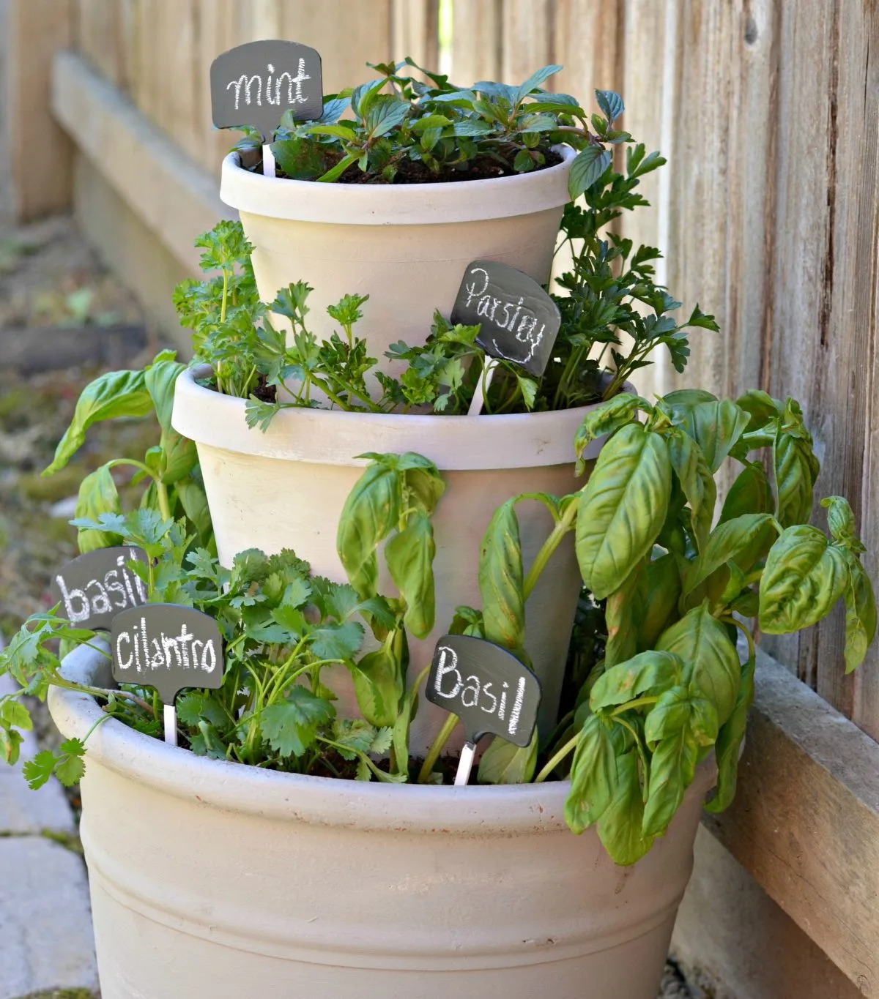 mint
Parsley
basil
cilantro
Basil